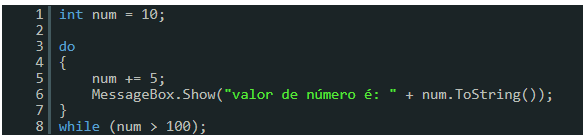 1 int num = 10;
2
3 do
4 {
5 num += 5;
6 MessageBox.Show("valor de número é: " + num.ToString());
7 }
8 while (num > 100);